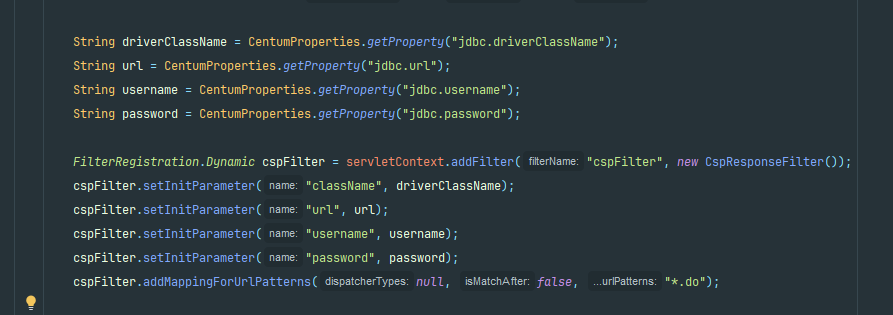 String driverClassName = CentumProperties.getProperty("jdbc.driverClassName");
String url = CentumProperties.getProperty("jdbc.url");
String username = CentumProperties.getProperty("jdbc.username");
String password = CentumProperties.getProperty("jdbc.password");
FilterRegistration.Dynamic cspFilter = servletContext.addFilter( filterName: "cspFilter", new CspResponseFilter());
cspFilter.setInitParameter( name: "className", driverClassName);
cspFilter.setInitParameter( name: "url", url);
cspFilter.setInitParameter( name: "username", username);
cspFilter.setInitParameter( name: "password", password);
cspFilter.addMappingForUrlPatterns( dispatcherTypes: null, isMatchAfter: false, ...urlPatterns: "*.do");